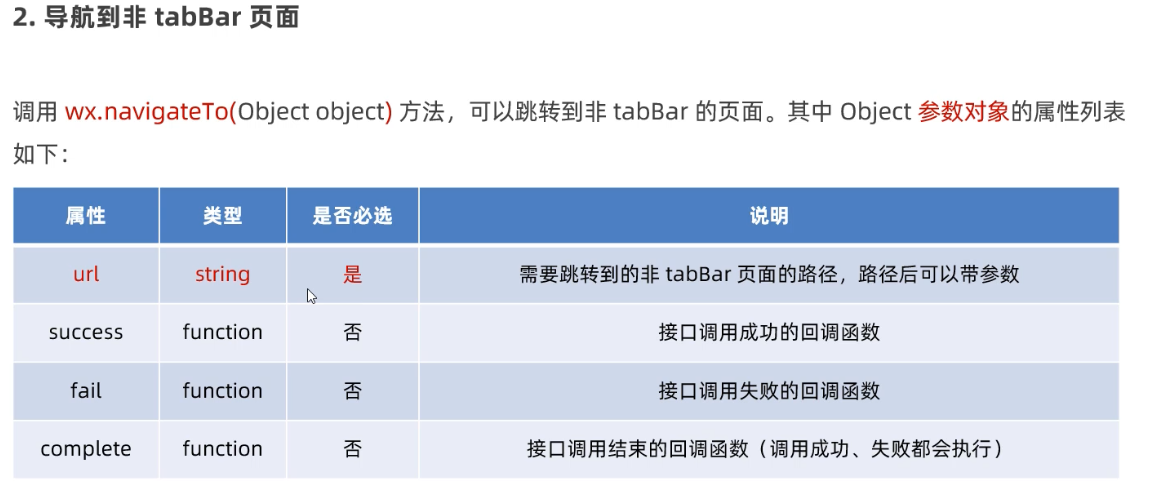 2. 导航到非 tabBar 页面
调用 wx.navigateTo(Object object) 方法，可以跳转到非 tabBar 的页面。其中 Object 参数对象的属性列表
如下：
属性 类型 是否必选 说明
url string 是 需要跳转到的非 tabBar 页面的路径，路径后可以带参数
success function 否 接口调用成功的回调函数
fail function 否 接口调用失败的回调函数
complete function 否 接口调用结束的回调函数（调用成功、失败都会执行）